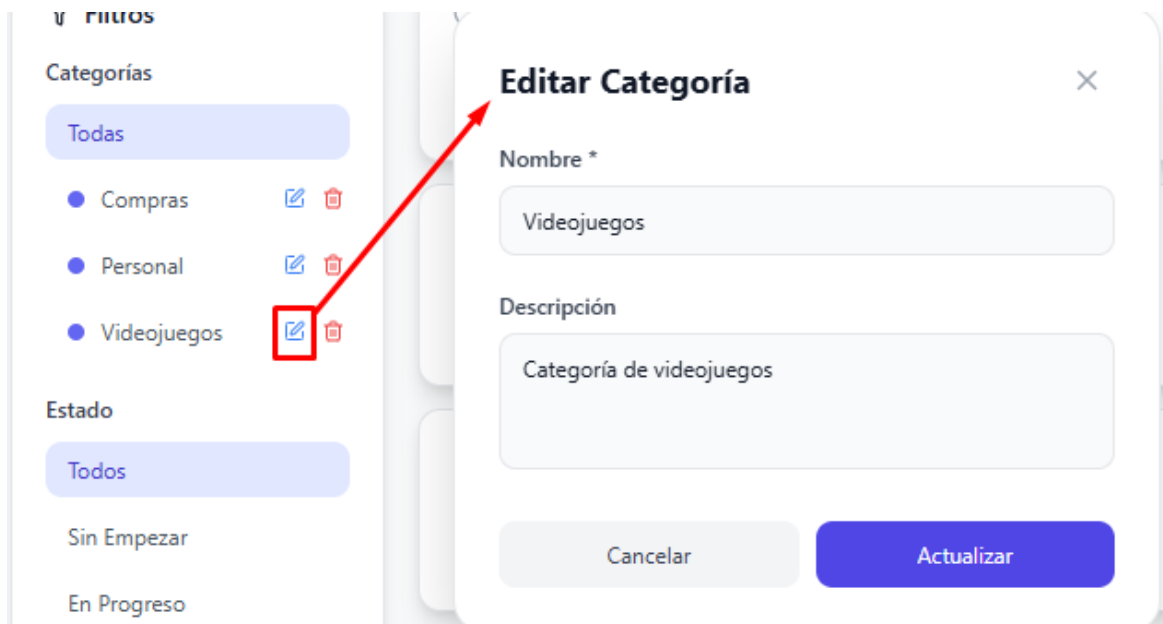 Filtros
Categorías
Todas
Compras
Personal
Videojuegos
Estado
Todos
Sin Empezar
En Progreso
Editar Categoría
Nombre *
Videojuegos
Descripción
Categoría de videojuegos
Cancelar
Actualizar